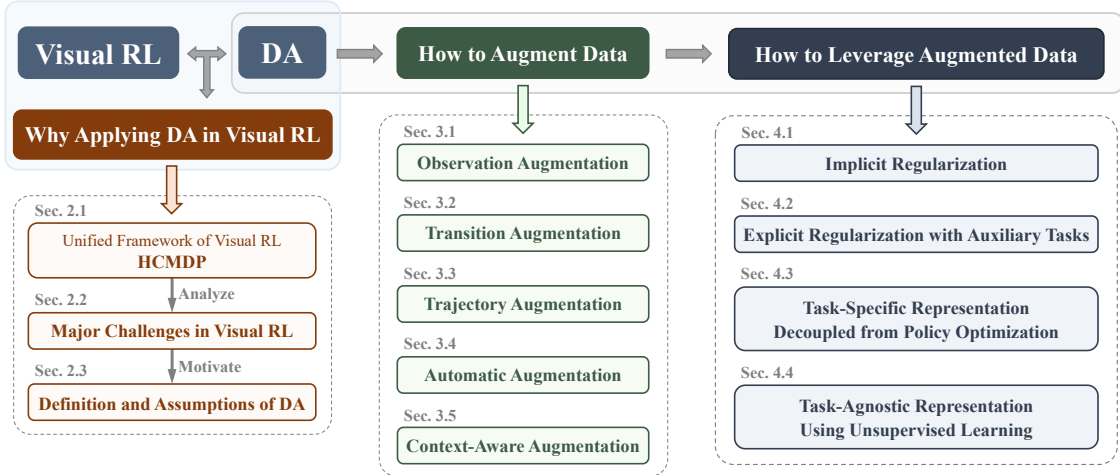 Visual RL
DA
How to Augment Data
How to Leverage Augmented Data
Why Applying DA in Visual RL
Sec. 2.1
Unified Framework of Visual RL
HCMDP
Analyze
Sec. 2.2
Major Challenges in Visual RL
Motivate
Sec. 2.3
Definition and Assumptions of DA
Sec. 3.1
Observation Augmentation
Sec. 3.2
Transition Augmentation
Sec. 3.3
Trajectory Augmentation
Sec. 3.4
Automatic Augmentation
Sec. 3.5
Context-Aware Augmentation
Sec. 4.1
Implicit Regularization
Sec. 4.2
Explicit Regularization with Auxiliary Tasks
Sec. 4.3
Task-Specific Representation
Decoupled from Policy Optimization
Sec. 4.4
Task-Agnostic Representation
Using Unsupervised Learning